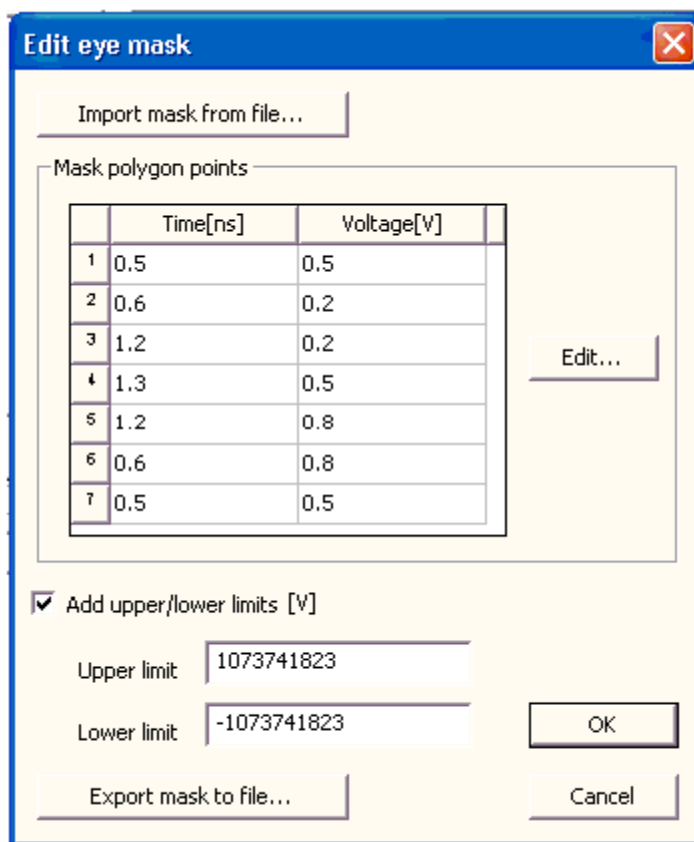 Edit eye mask
Import mask from file...
Mask polygon points
Time[ns] Voltage[V]
1 0.5 0.5
2 0.6 0.2
3 1.2 0.2
4 1.3 0.5
5 1.2 0.8
6 0.6 0.8
7 0.5 0.5
Edit...
Add upper/lower limits [V]
Upper limit 1073741823
Lower limit -1073741823
OK
Export mask to file...
Cancel